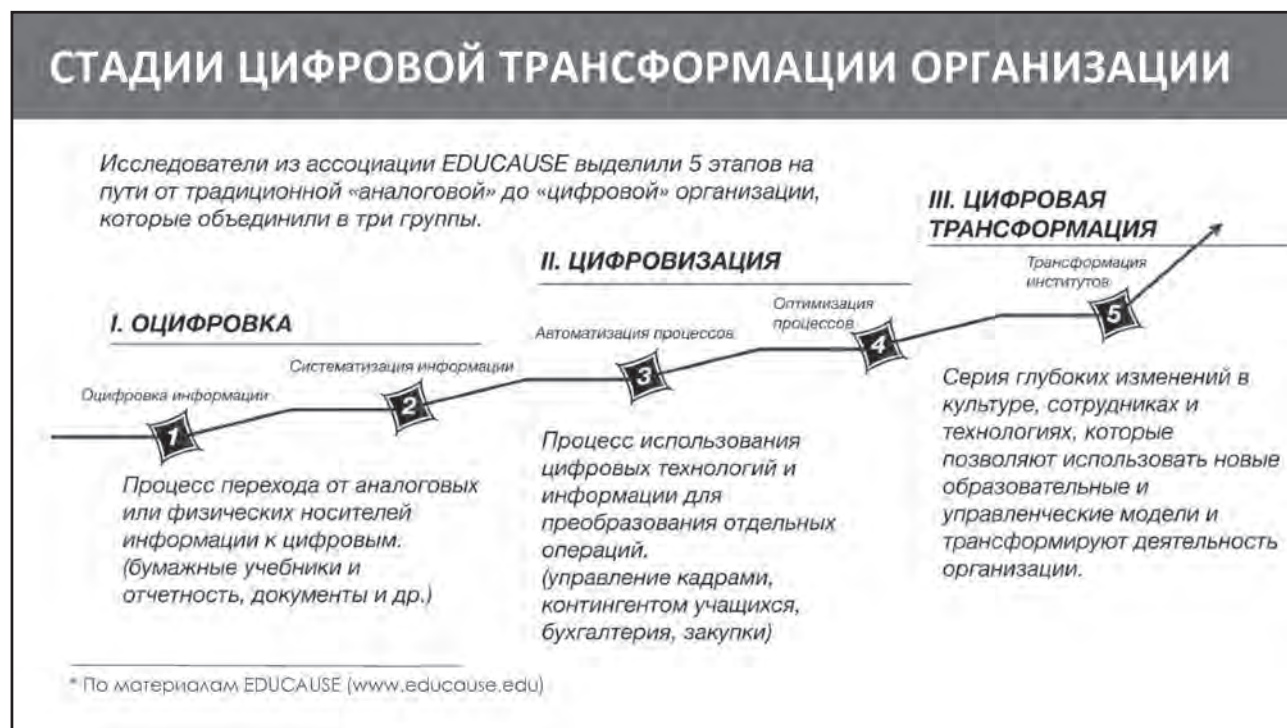 СТАДИИ ЦИФРОВОЙ ТРАНСФОРМАЦИИ ОРГАНИЗАЦИИ
Исследователи из ассоциации EDUCAUSE выделили 5 этапов на
пути от традиционной «аналоговой» до «цифровой» организации,
которые объединили в три группы.
I. ОЦИФРОВКА
Оцифровка информации
1
Систематизация информации
2
Процесс перехода от аналоговых
или физических носителей
информации к цифровым.
(бумажные учебники и
отчетность, документы и др.)
II. ЦИФРОВИЗАЦИЯ
Автоматизация процессов
3
Оптимизация
процессов
4
Процесс использования
цифровых технологий и
информации для
преобразования отдельных
операций.
(управление кадрами,
контингентом учащихся,
бухгалтерия, закупки)
III. ЦИФРОВАЯ
ТРАНСФОРМАЦИЯ
Трансформация
институтов
5
Серия глубоких изменений в
культуре, сотрудниках и
технологиях, которые
позволяют использовать новые
образовательные и
управленческие модели и
трансформируют деятельность
организации.
* По материалам EDUCAUSE (www.educause.edu)